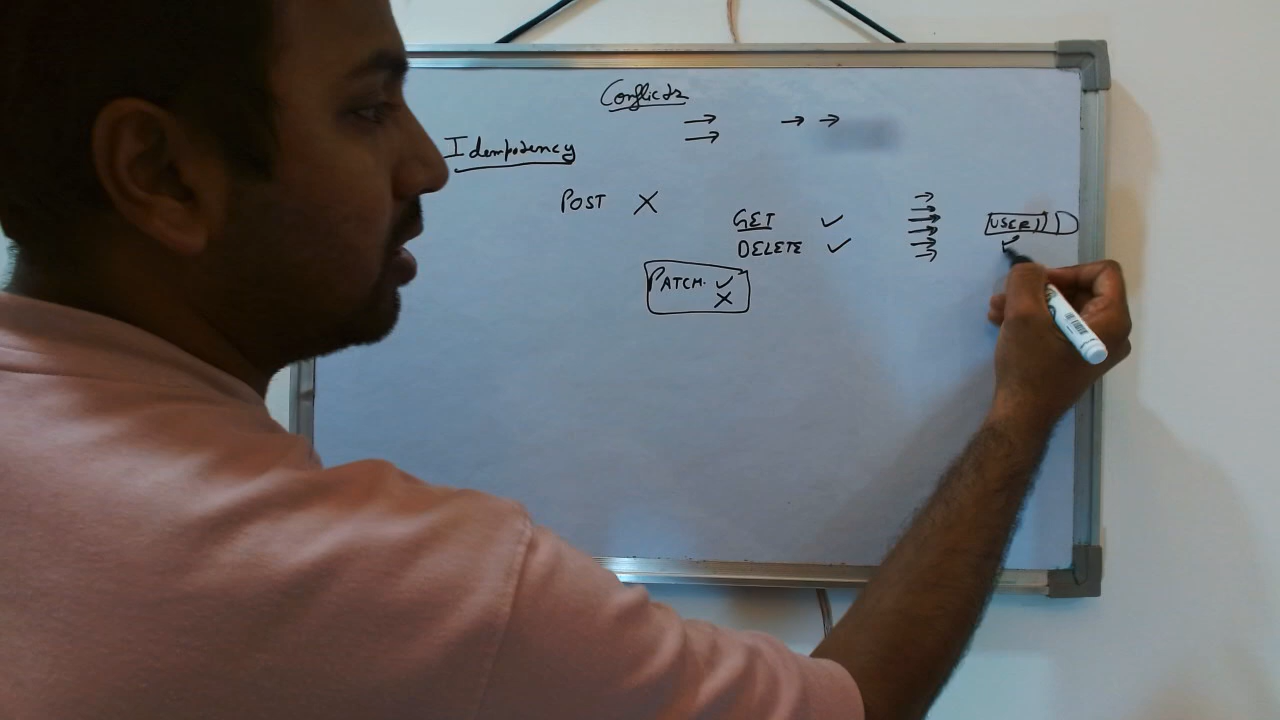 Conflicts
Idempotency
POST X
GET ✓
DELETE ✓
USER
PATCH. ✓
X